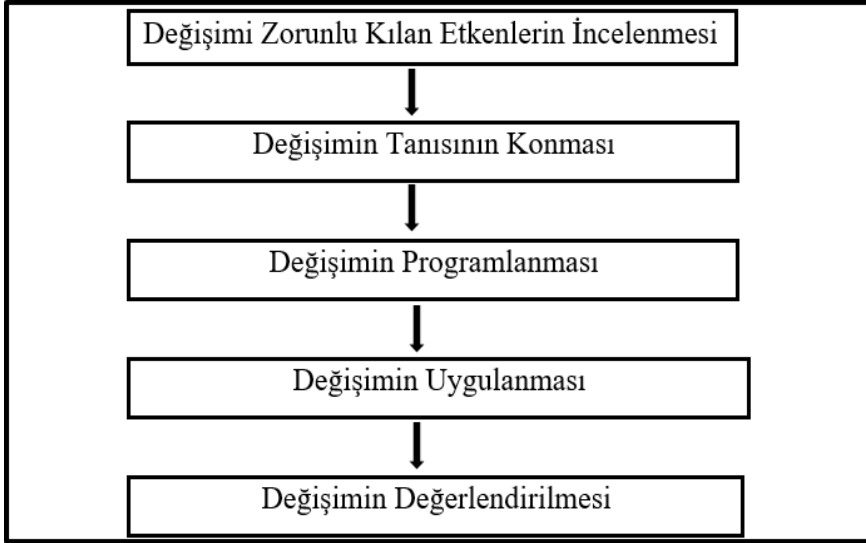 Değişimi Zorunlu Kılan Etkenlerin İncelenmesi
Değişimin Tanısının Konması
Değişimin Programlanması
Değişimin Uygulanması
Değişimin Değerlendirilmesi